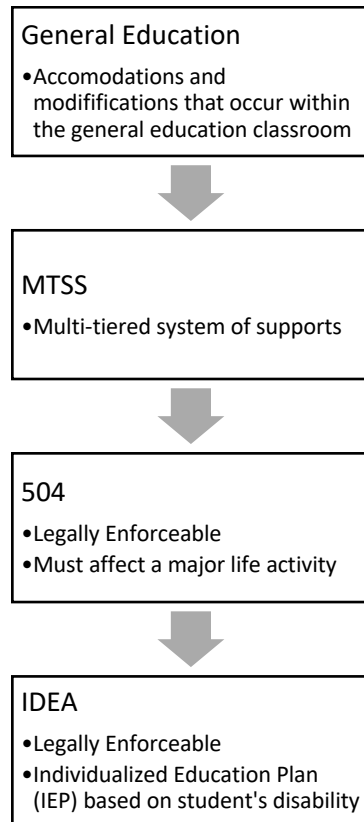 General Education
•Accomodations and
modififications that occur within
the general education classroom
MTSS
•Multi-tiered system of supports
504
•Legally Enforceable
•Must affect a major life activity
IDEA
•Legally Enforceable
•Individualized Education Plan
(IEP) based on student's disability